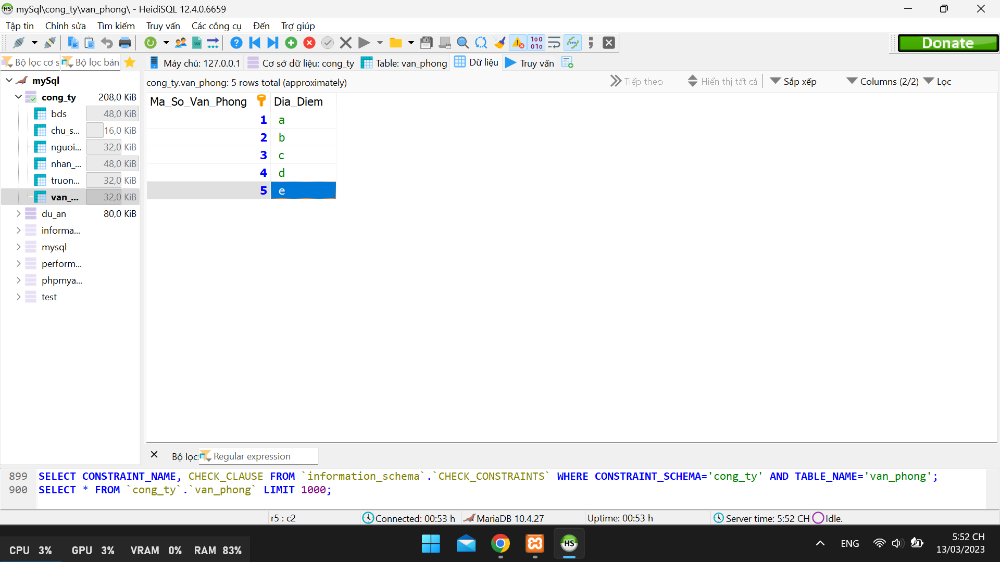 HS mySql\cong_ty\van_phong\ - HeidiSQL 12.4.0.6659
Tập tin Chỉnh sửa Tìm kiếm Truy vấn Các công cụ Đến Trợ giúp
Donate
Bộ lọc cơ s Bộ lọc bản Máy chủ: 127.0.0.1 Cơ sở dữ liệu: cong_ty Table: van_phong Dữ liệu Truy vấn
cong_ty.van_phong: 5 rows total (approximately) Tiếp theo Hiển thị tất cả Sắp xếp Columns (2/2) Lọc
mySql
cong_ty 208,0 KiB
bds 48,0 KiB
chu_s... 16,0 KiB
nguoi... 32,0 KiB
nhan_... 48,0 KiB
truon... 32,0 KiB
van_... 32,0 KiB
du_an 80,0 KiB
informa...
mysql
perform...
phpmya...
test
Ma_So_Van_Phong Dia_Diem
1 a
2 b
3 c
4 d
5 e
Bộ lọc: Regular expression
899 SELECT CONSTRAINT_NAME, CHECK_CLAUSE FROM `information_schema`.`CHECK_CONSTRAINTS` WHERE CONSTRAINT_SCHEMA='cong_ty' AND TABLE_NAME='van_phong';
900 SELECT * FROM `cong_ty`.`van_phong` LIMIT 1000;
r5 : c2 Connected: 00:53 h MariaDB 10.4.27 Uptime: 00:53 h Server time: 5:52 CH Idle.
CPU 3% GPU 3% VRAM 0% RAM 83%
HS
ENG
5:52 CH
13/03/2023